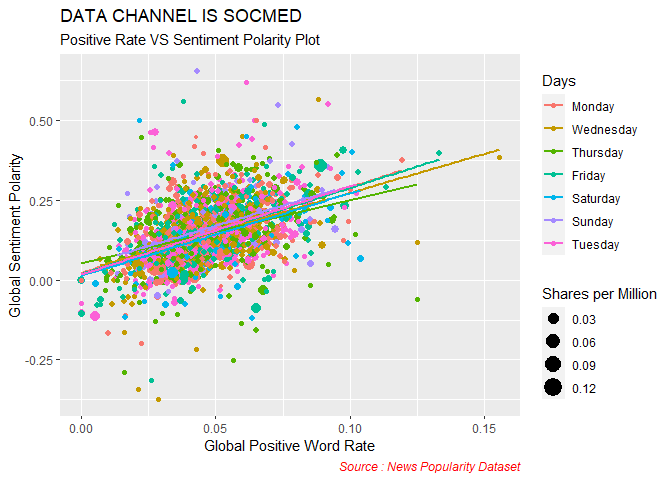 DATA CHANNEL IS SOCMED
Positive Rate VS Sentiment Polarity Plot
Global Sentiment Polarity
0.50
0.25
0.00
-0.25
0.00 0.05 0.10 0.15
Global Positive Word Rate
Source : News Popularity Dataset
Days
Monday
Wednesday
Thursday
Friday
Saturday
Sunday
Tuesday
Shares per Million
0.03
0.06
0.09
0.12